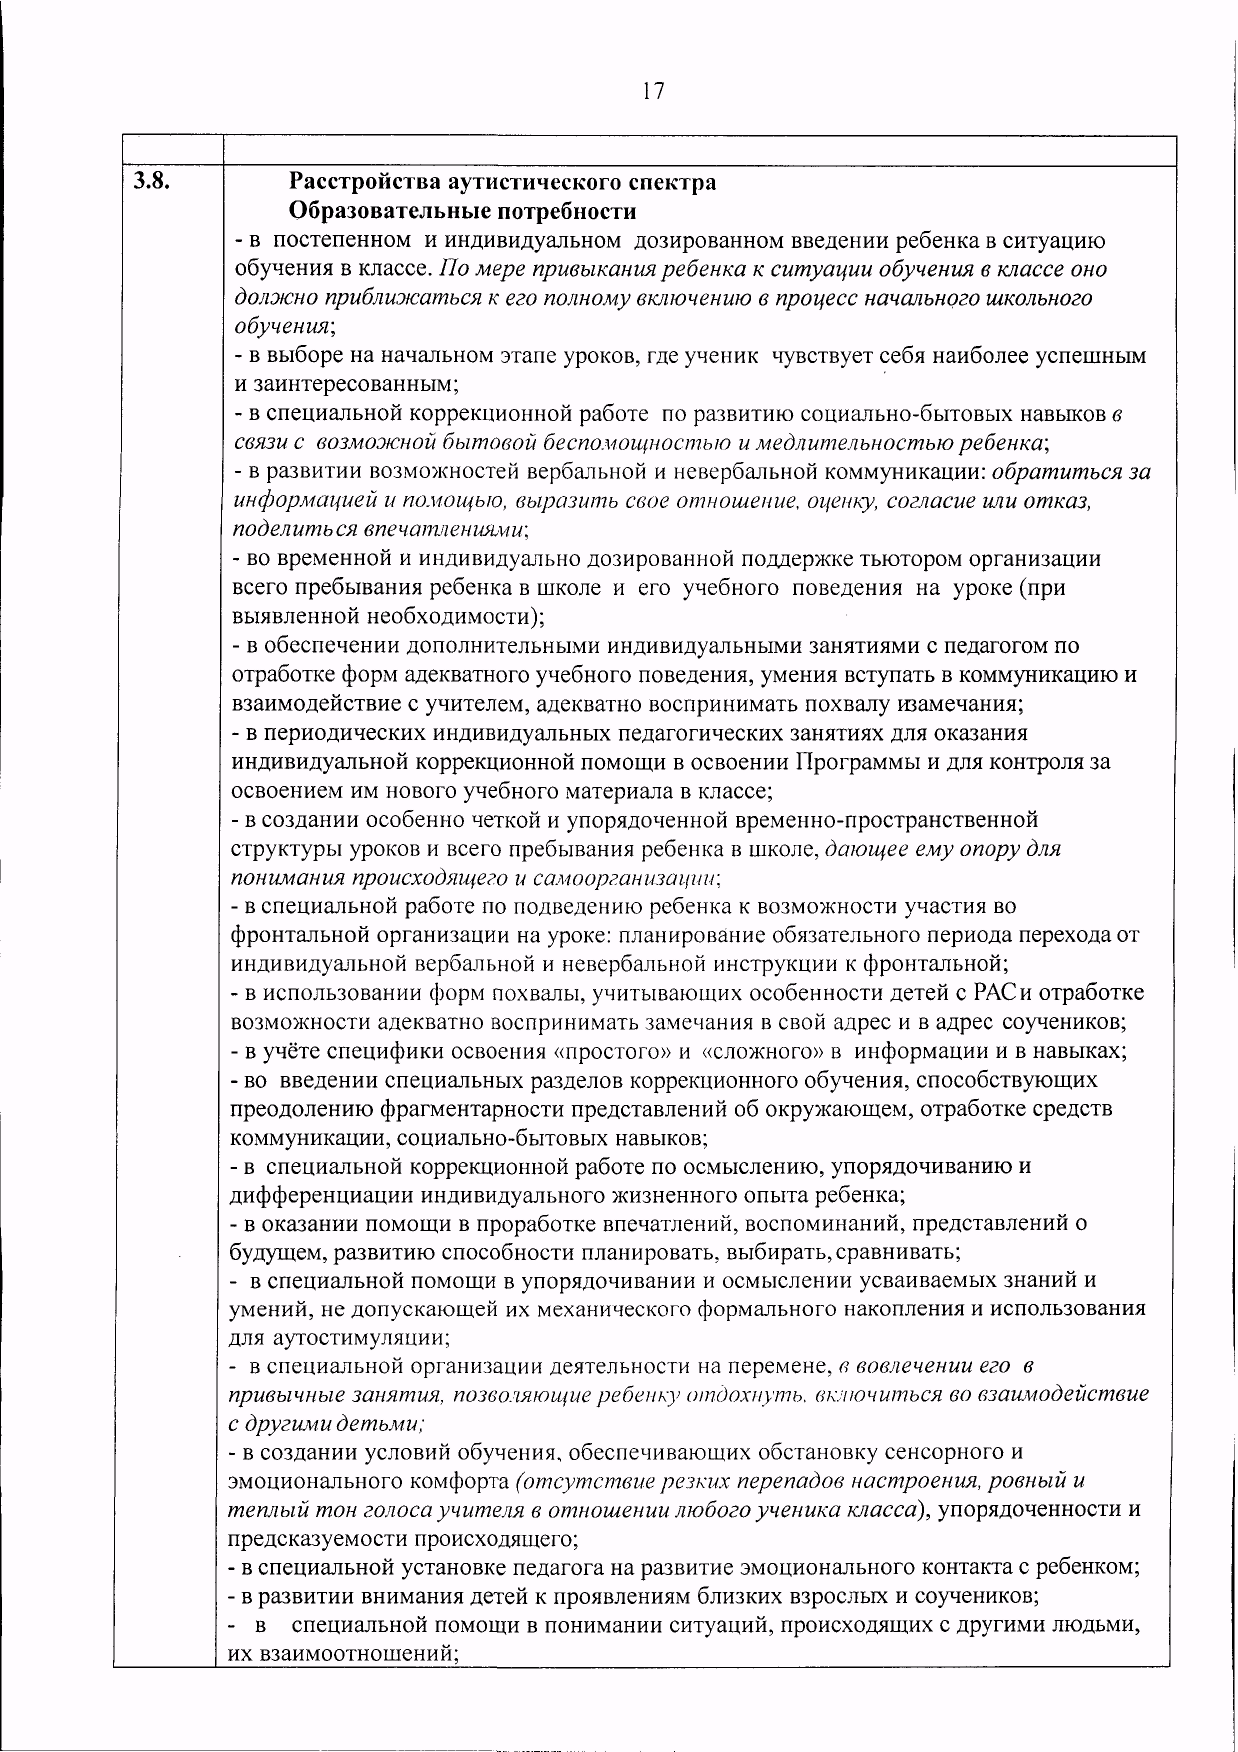 17
3.8.
Расстройства аутистического спектра
Образовательные потребности
- в постепенном и индивидуальном дозированном введении ребенка в ситуацию
обучения в классе. По мере привыкания ребенка к ситуации обучения в классе оно
должно приближаться к его полному включению в процесс начального школьного
обучения;
- в выборе на начальном этапе уроков, где ученик чувствует себя наиболее успешным
и заинтересованным;
- в специальной коррекционной работе по развитию социально-бытовых навыков в
связи с возможной бытовой беспомощностью и медлительностью ребенка;
- в развитии возможностей вербальной и невербальной коммуникации: обратиться за
информацией и помощью, выразить свое отношение, оценку, согласие или отказ,
поделиться впечатлениями;
- во временной и индивидуально дозированной поддержке тьютором организации
всего пребывания ребенка в школе и его учебного поведения на уроке (при
выявленной необходимости);
- в обеспечении дополнительными индивидуальными занятиями с педагогом по
отработке форм адекватного учебного поведения, умения вступать в коммуникацию и
взаимодействие с учителем, адекватно воспринимать похвалу изамечания;
- в периодических индивидуальных педагогических занятиях для оказания
индивидуальной коррекционной помощи в освоении Программы и для контроля за
освоением им нового учебного материала в классе;
- в создании особенно четкой и упорядоченной временно-пространственной
структуры уроков и всего пребывания ребенка в школе, дающее ему опору для
понимания происходящего и самоорганизации;
- в специальной работе по подведению ребенка к возможности участия во
фронтальной организации на уроке: планирование обязательного периода перехода от
индивидуальной вербальной и невербальной инструкции к фронтальной;
- в использовании форм похвалы, учитывающих особенности детей с РАСи отработке
возможности адекватно воспринимать замечания в свой адрес и в адрес соучеников;
- в учёте специфики освоения «простого» и «сложного» в информации и в навыках;
- во введении специальных разделов коррекционного обучения, способствующих
преодолению фрагментарности представлений об окружающем, отработке средств
коммуникации, социально-бытовых навыков;
- в специальной коррекционной работе по осмыслению, упорядочиванию и
дифференциации индивидуального жизненного опыта ребенка;
- в оказании помощи в проработке впечатлений, воспоминаний, представлений о
будущем, развитию способности планировать, выбирать, сравнивать;
- в специальной помощи в упорядочивании и осмыслении усваиваемых знаний и
умений, не допускающей их механического формального накопления и использования
для аутостимуляции;
- в специальной организации деятельности на перемене, в вовлечении его в
привычные занятия, позволяющие ребенку отдохнуть, включиться во взаимодействие
с другими детьми;
- в создании условий обучения, обеспечивающих обстановку сенсорного и
эмоционального комфорта (отсутствие резких перепадов настроения, ровный и
теплый тон голоса учителя в отношении любого ученика класса), упорядоченности и
предсказуемости происходящего;
- в специальной установке педагога на развитие эмоционального контакта с ребенком;
- в развитии внимания детей к проявлениям близких взрослых и соучеников;
- в специальной помощи в понимании ситуаций, происходящих с другими людьми,
их взаимоотношений;